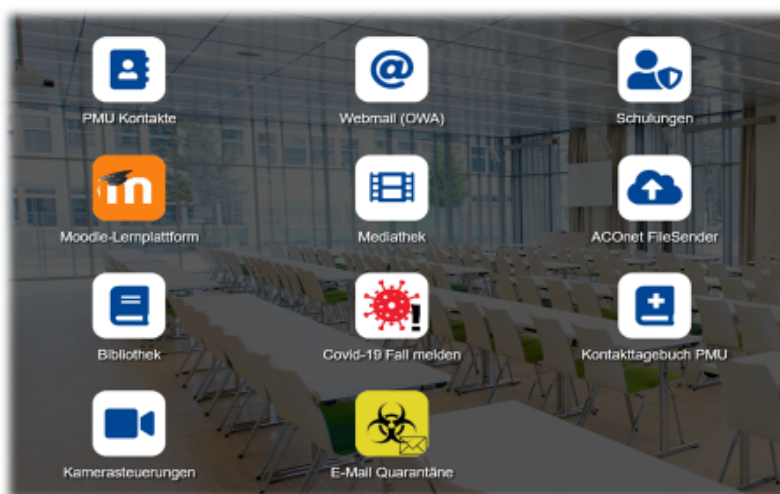 PMU Kontakte
Webmail (OWA)
Schulungen
Moodle-Lernplattform
Mediathek
ACOnet FileSender
Bibliothek
Covid-19 Fall melden
Kontakttagebuch PMU
Kamerasteuerungen
E-Mail Quarantäne